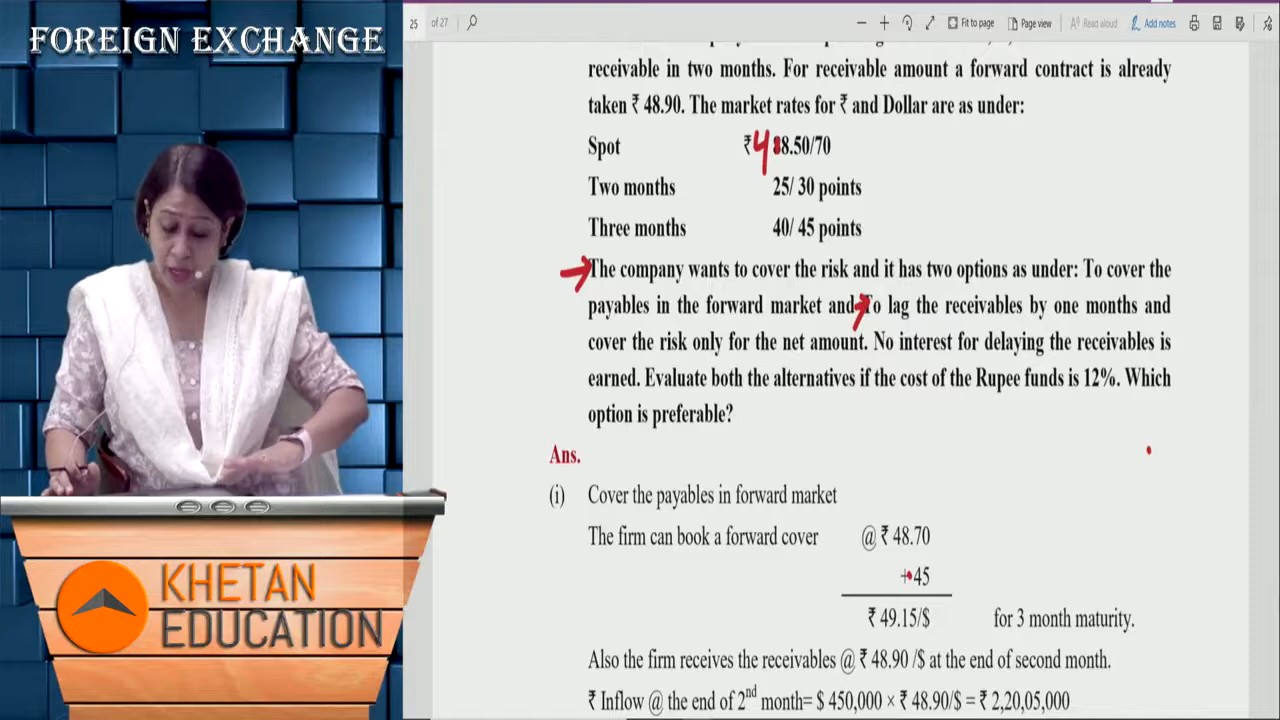 FOREIGN EXCHANGE
25 of 27
Fit to page
Page view
Read aloud
Add notes
receivable in two months. For receivable amount a forward contract is already
taken ₹ 48.90. The market rates for ₹ and Dollar are as under:
Spot ₹ 48.50/70
Two months 25/ 30 points
Three months 40/ 45 points
The company wants to cover the risk and it has two options as under: To cover the
payables in the forward market and To lag the receivables by one months and
cover the risk only for the net amount. No interest for delaying the receivables is
earned. Evaluate both the alternatives if the cost of the Rupee funds is 12%. Which
option is preferable?
Ans.
(i) Cover the payables in forward market
The firm can book a forward cover @ ₹ 48.70
+ 45
₹ 49.15/$ for 3 month maturity.
Also the firm receives the receivables @ ₹ 48.90 /$ at the end of second month.
₹ Inflow @ the end of 2nd month= $ 450,000 × ₹ 48.90/$ = ₹ 2,20,05,000
KHETAN
EDUCATION